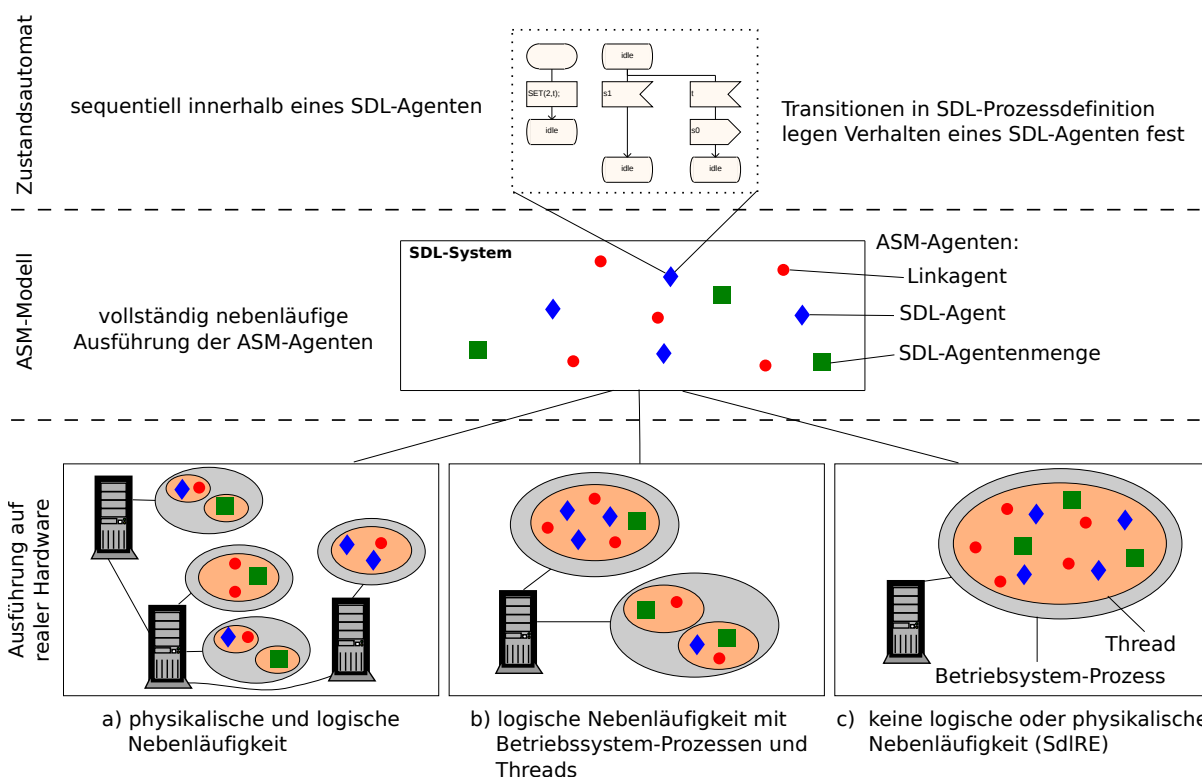 Zustandsautomat
sequentiell innerhalb eines SDL-Agenten
idle
SET(2,t);
s1
t
idle
s0
idle
idle
Transitionen in SDL-Prozessdefinition
legen Verhalten eines SDL-Agenten fest
ASM-Modell
vollständig nebenläufige
Ausführung der ASM-Agenten
SDL-System
ASM-Agenten:
Linkagent
SDL-Agent
SDL-Agentenmenge
Ausführung auf
realer Hardware
Thread
Betriebsystem-Prozess
a) physikalische und logische
Nebenläufigkeit
b) logische Nebenläufigkeit mit
Betriebssystem-Prozessen und
Threads
c) keine logische oder physikalische
Nebenläufigkeit (SdlRE)